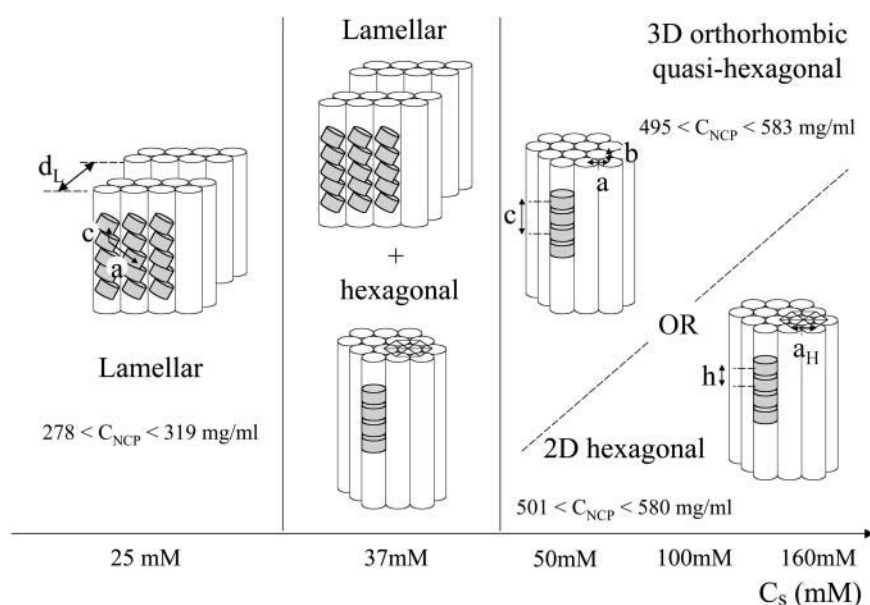 Lamellar
3D orthorhombic
quasi-hexagonal
495 < C_NCP < 583 mg/ml
d_L
c
a
b
a
c
+
hexagonal
OR
a_H
h
Lamellar
278 < C_NCP < 319 mg/ml
2D hexagonal
501 < C_NCP < 580 mg/ml
25 mM
37mM
50mM
100mM
160mM
C_s (mM)